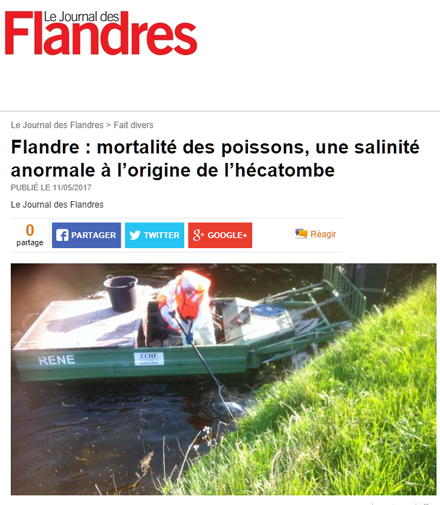 Le Journal des
Flandres
Le Journal des Flandres > Fait divers
Flandre : mortalité des poissons, une salinité
anormale à l'origine de l'hécatombe
PUBLIÉ LE 11/05/2017
Le Journal des Flandres
0
partage
PARTAGER
TWITTER
GOOGLE+
Réagir
RENE